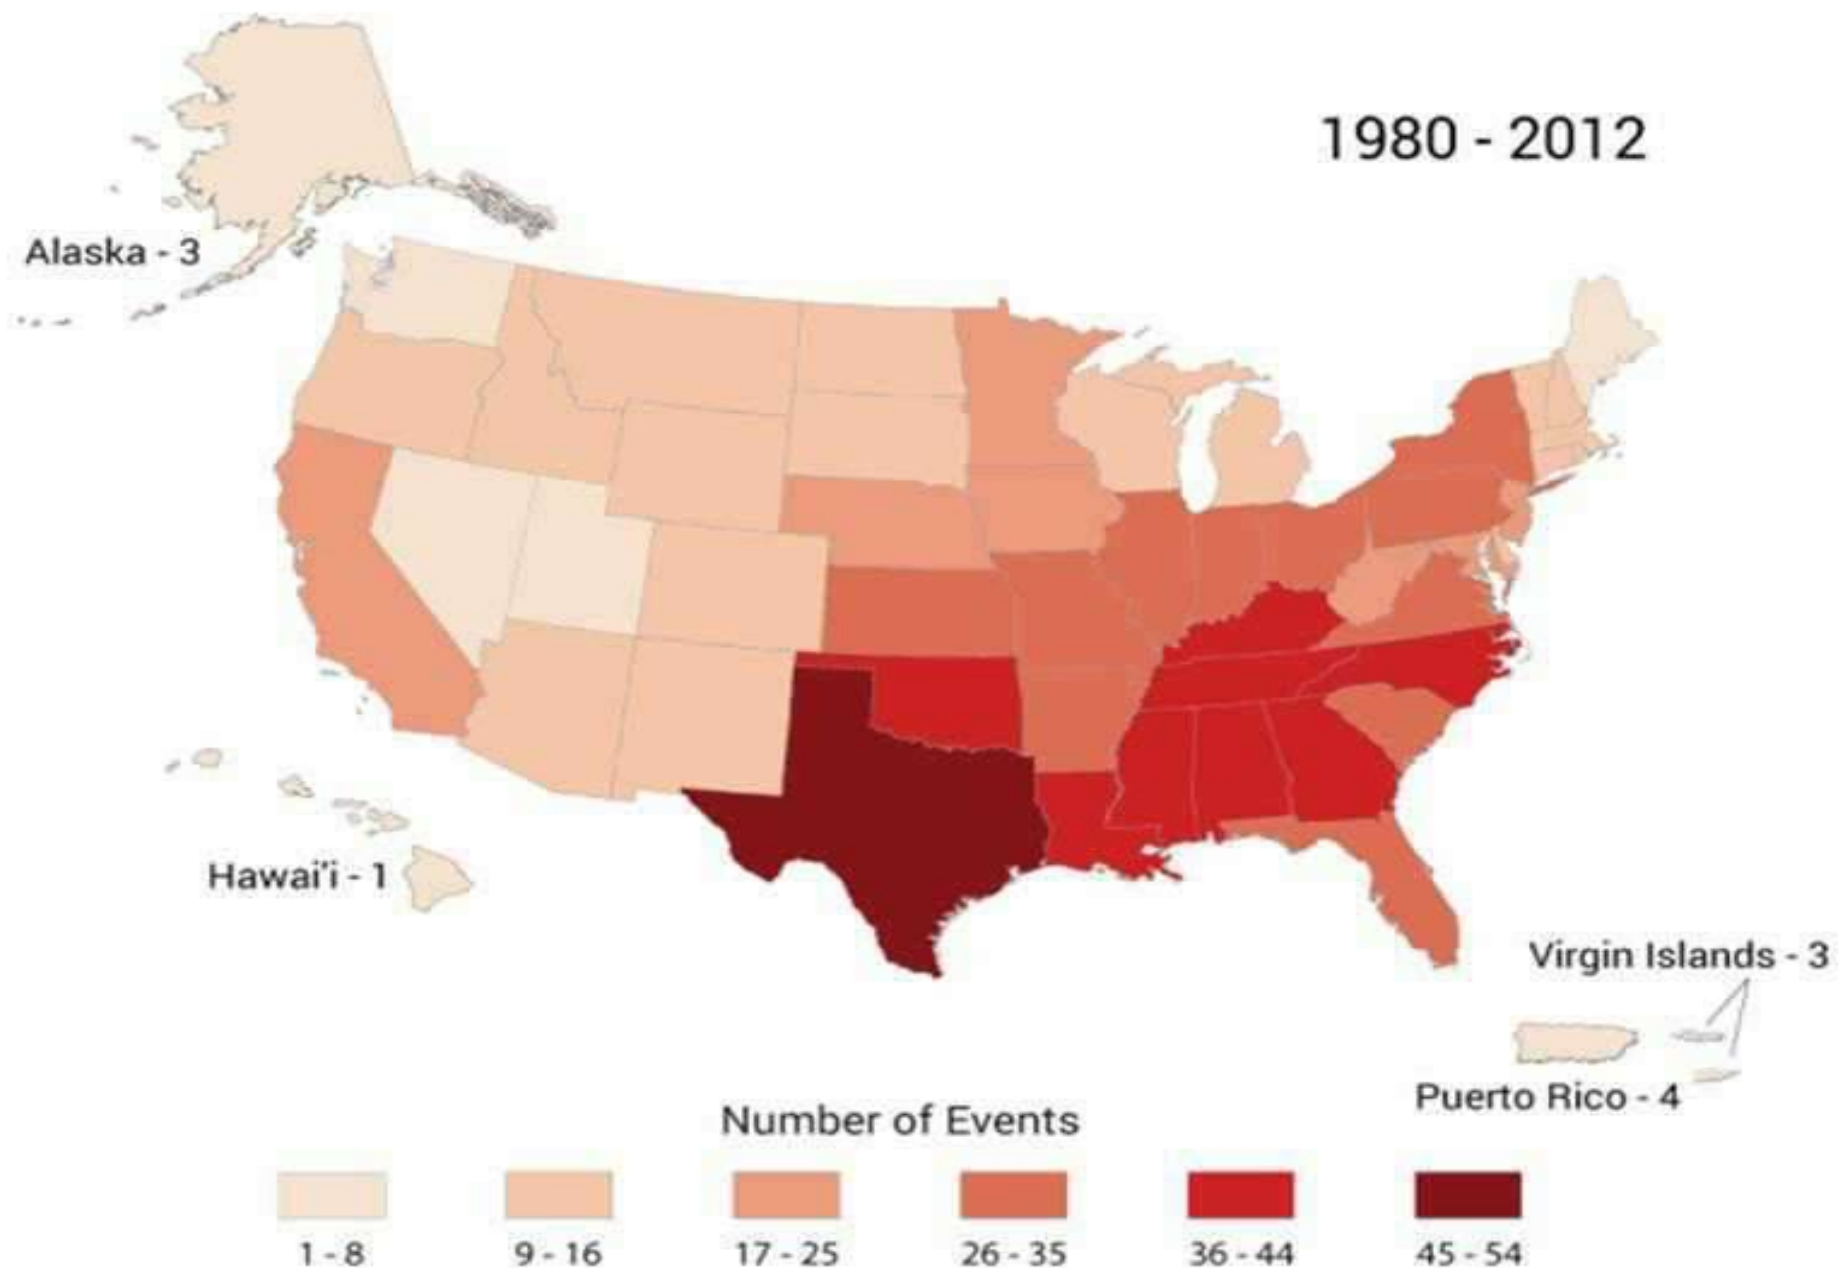 1980 - 2012
Alaska - 3
Hawai'i - 1
Virgin Islands - 3
Puerto Rico - 4
Number of Events
1 - 8
9 - 16
17 - 25
26 - 35
36 - 44
45 - 54